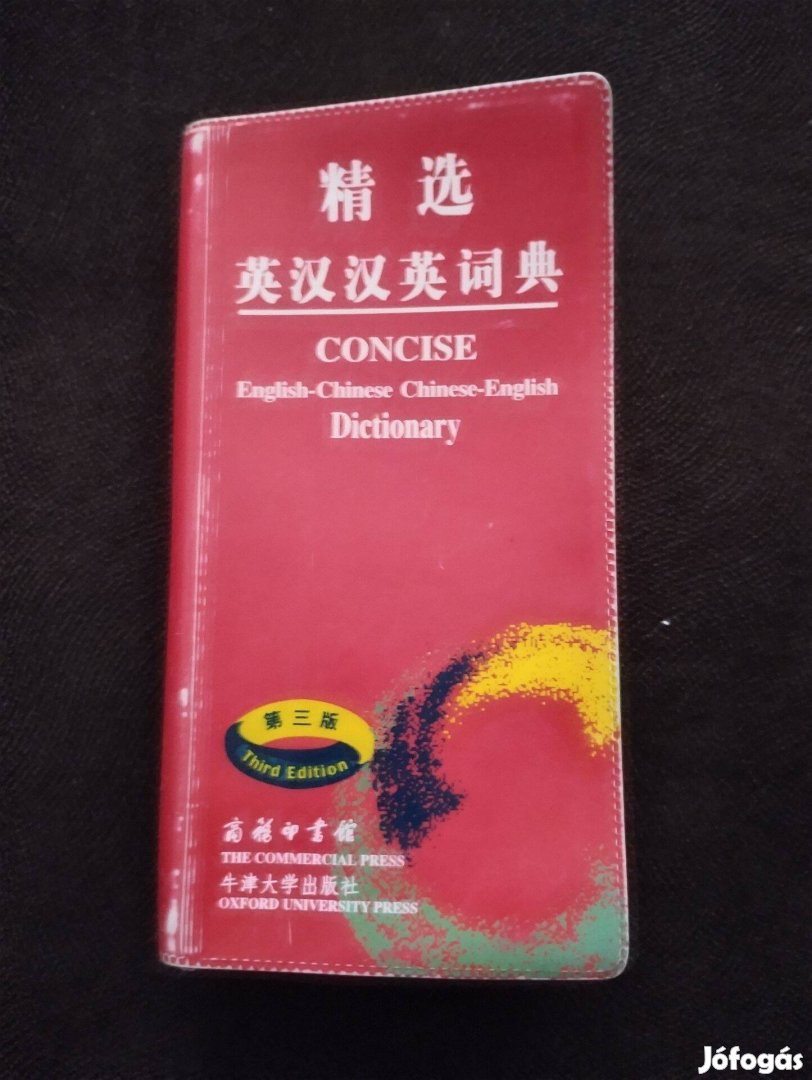 精选
英汉汉英词典
CONCISE
English-Chinese Chinese-English
Dictionary
第三版
Third Edition
商务印书馆
THE COMMERCIAL PRESS
牛津大学出版社
OXFORD UNIVERSITY PRESS
Jófogás